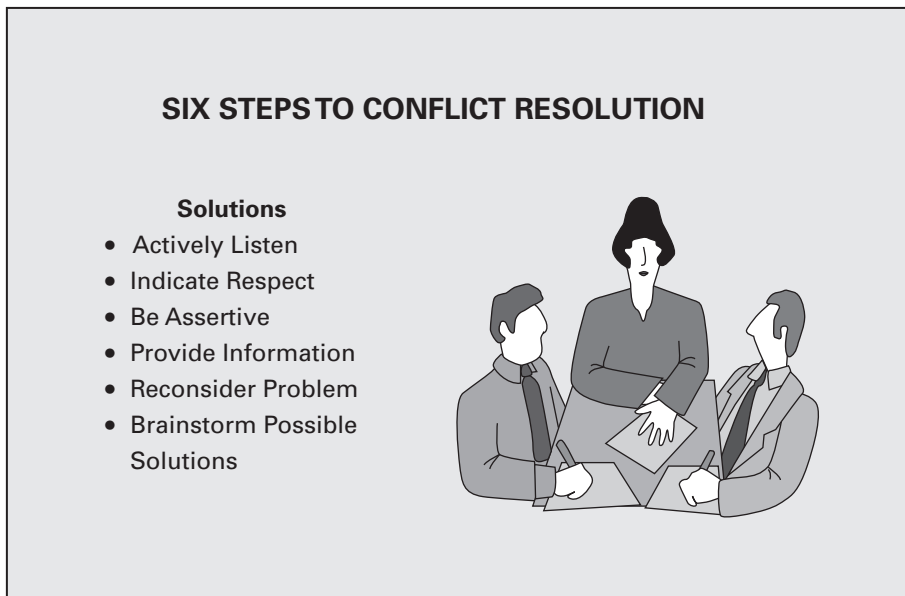 SIX STEPS TO CONFLICT RESOLUTION
Solutions
• Actively Listen
• Indicate Respect
• Be Assertive
• Provide Information
• Reconsider Problem
• Brainstorm Possible
Solutions